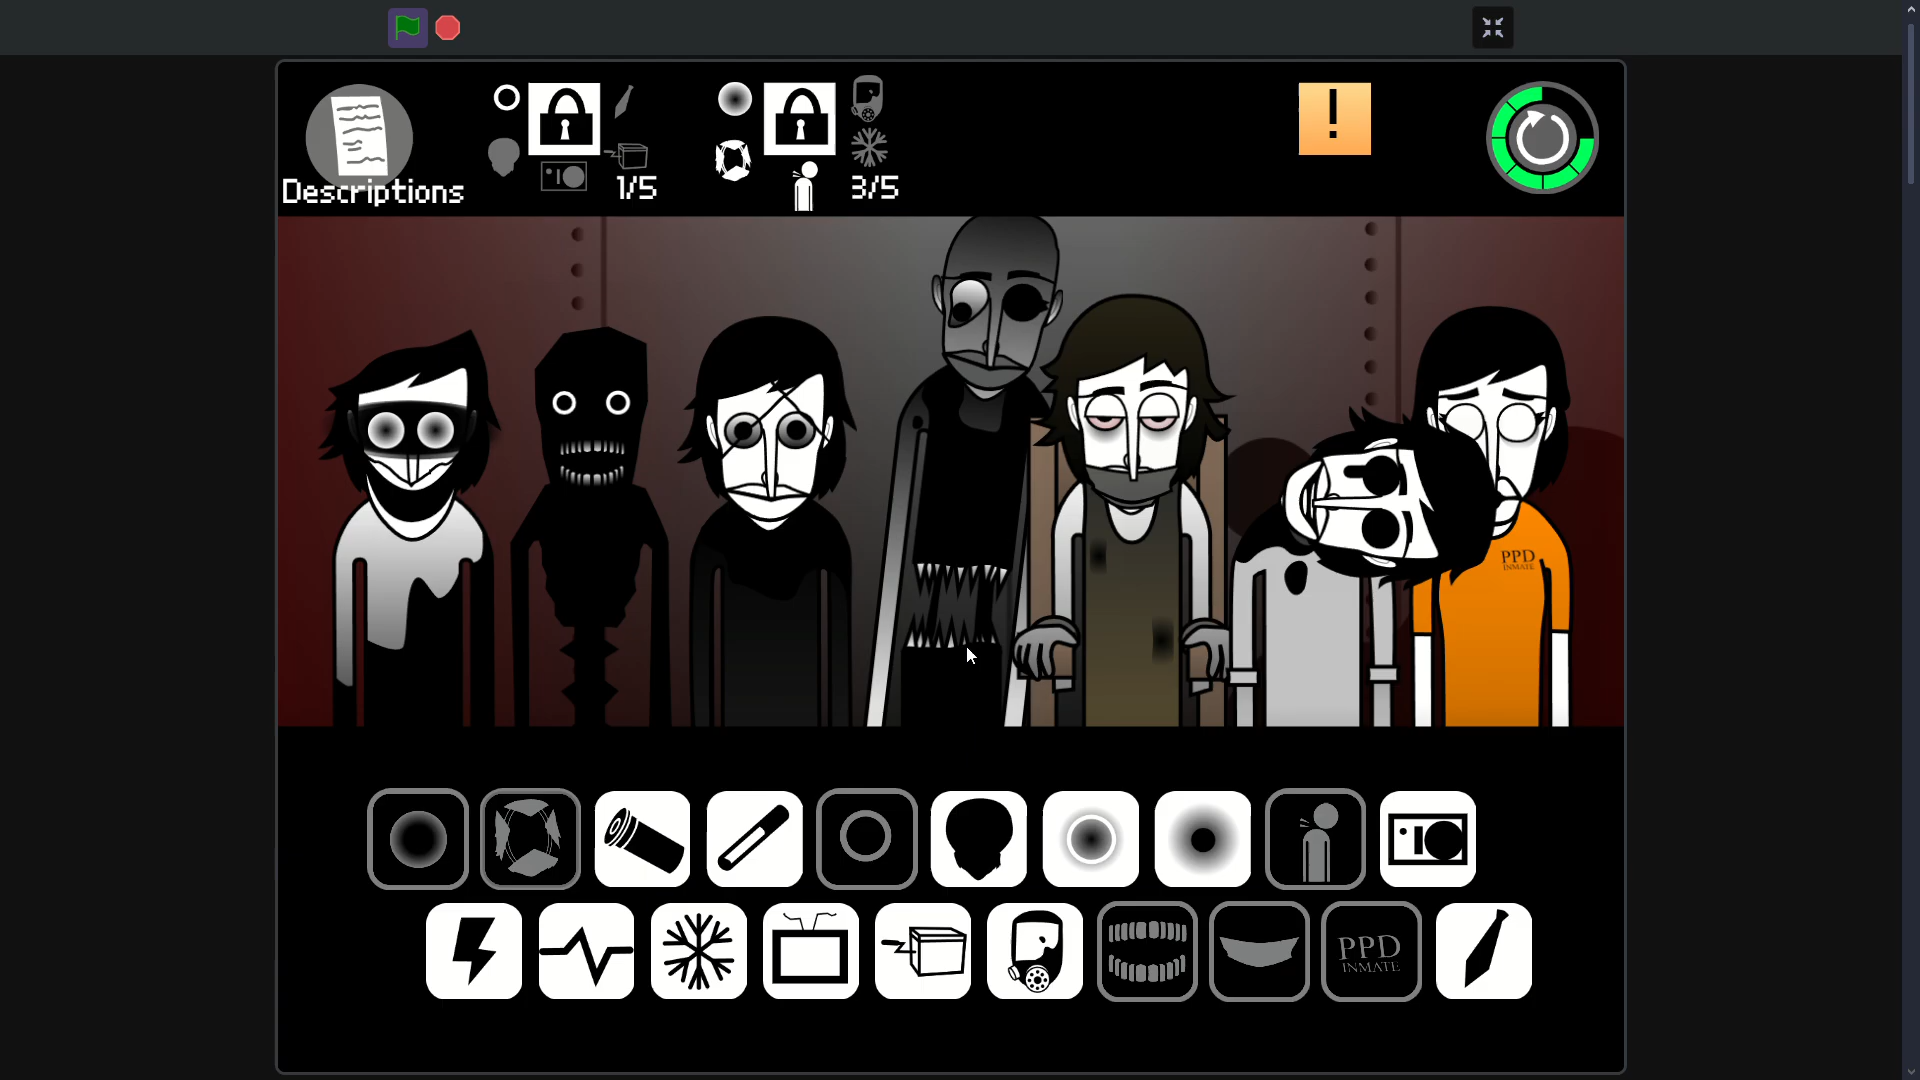 Descriptions
1/5
3/5
!
PPD
INMATE
PPD
INMATE